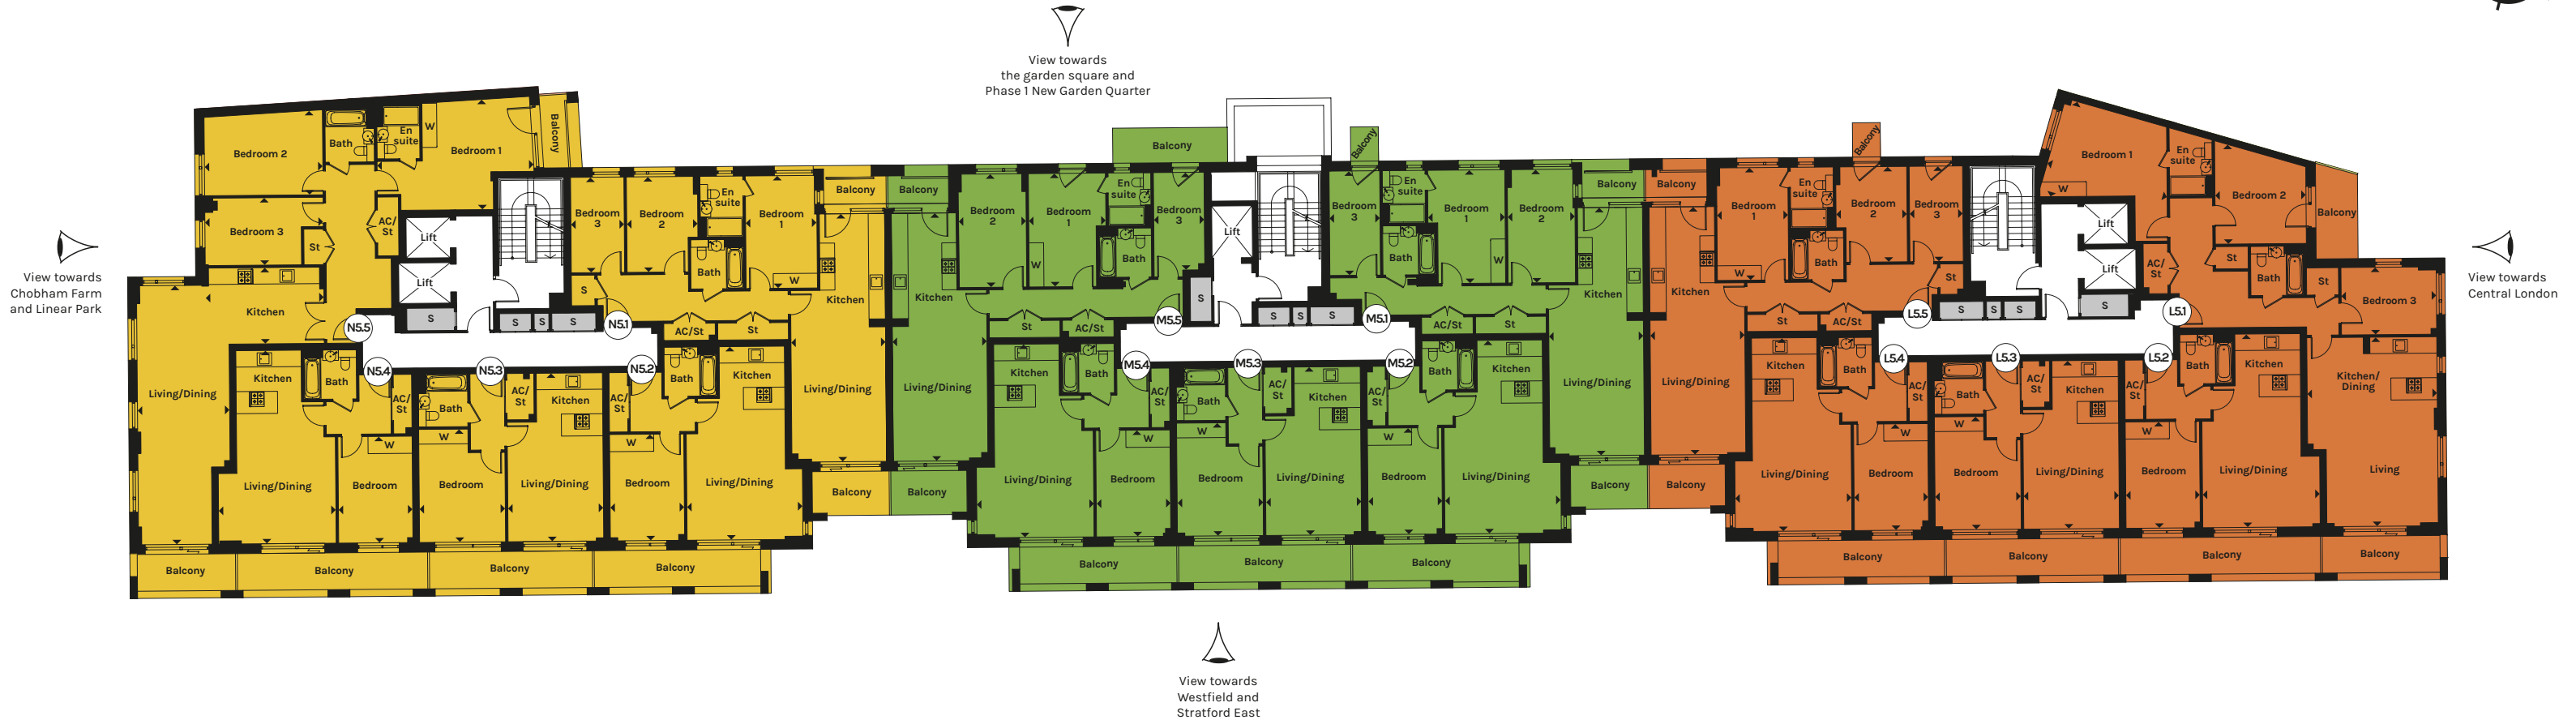 View towards
the garden square and
Phase 1 New Garden Quarter
View towards
Chobham Farm
and Linear Park
View towards
Central London
View towards
Westfield and
Stratford East
Bedroom 2
Bath
En
suite
W
Bedroom 1
Balcony
Bedroom 3
St
AC/
St
Lift
Lift
S
S
S
S
Kitchen
Living/Dining
N5.5
N5.4
N5.3
N5.1
N5.2
Bedroom
3
Bedroom
2
En
suite
Bedroom
1
Bath
W
S
AC/St
St
Balcony
Kitchen
Living/Dining
Balcony
Kitchen
Bath
AC/
St
W
Living/Dining
Bedroom
Bath
W
AC/
St
Kitchen
Bedroom
Living/Dining
AC/
St
Bath
Kitchen
W
Bedroom
Living/Dining
Balcony
Balcony
Balcony
Balcony
Balcony
Kitchen
Living/Dining
Balcony
Bedroom
2
Bedroom
1
W
En
suite
Bath
Bedroom
3
Balcony
St
AC/St
M5.5
S
Lift
S
S
S
M5.1
M5.4
M5.3
M5.2
Balcony
Bedroom
3
En
suite
Bath
Bedroom
1
W
Bedroom
2
AC/St
St
Balcony
Kitchen
Living/Dining
Balcony
Kitchen
Bath
AC/
St
W
Living/Dining
Bedroom
Bath
W
AC/
St
Kitchen
Bedroom
Living/Dining
AC/
St
Bath
Kitchen
W
Bedroom
Living/Dining
Balcony
Balcony
Balcony
Balcony
Kitchen
Living/Dining
Balcony
Bedroom
1
W
En
suite
Bath
Balcony
Bedroom
2
Bedroom
3
St
St
AC/St
L5.5
S
S
S
Lift
Lift
S
L5.1
L5.4
L5.3
L5.2
Bedroom 1
W
En
suite
Bedroom 2
Balcony
AC/
St
St
Bath
St
Bedroom 3
Kitchen/
Dining
Living
Kitchen
Bath
AC/
St
W
Living/Dining
Bedroom
Bath
W
AC/
St
Kitchen
Bedroom
Living/Dining
AC/
St
Bath
Kitchen
W
Bedroom
Living/Dining
Balcony
Balcony
Balcony
Balcony